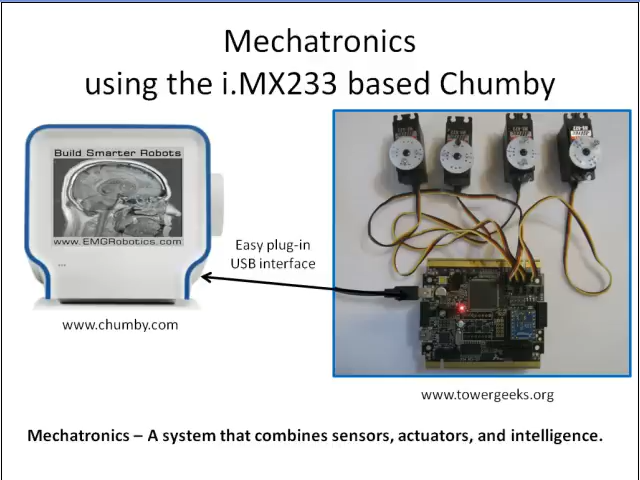 Mechatronics
using the i.MX233 based Chumby
Build Smarter Robots
www.EMGRobotics.com
...
Easy plug-in
USB interface
www.chumby.com
www.towergeeks.org
Mechatronics – A system that combines sensors, actuators, and intelligence.